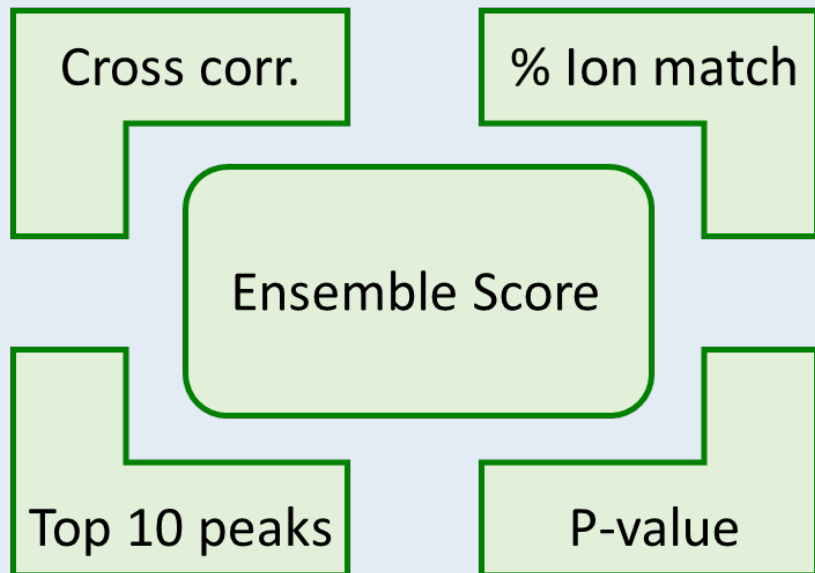 Cross corr.
% Ion match
Ensemble Score
Top 10 peaks
P-value